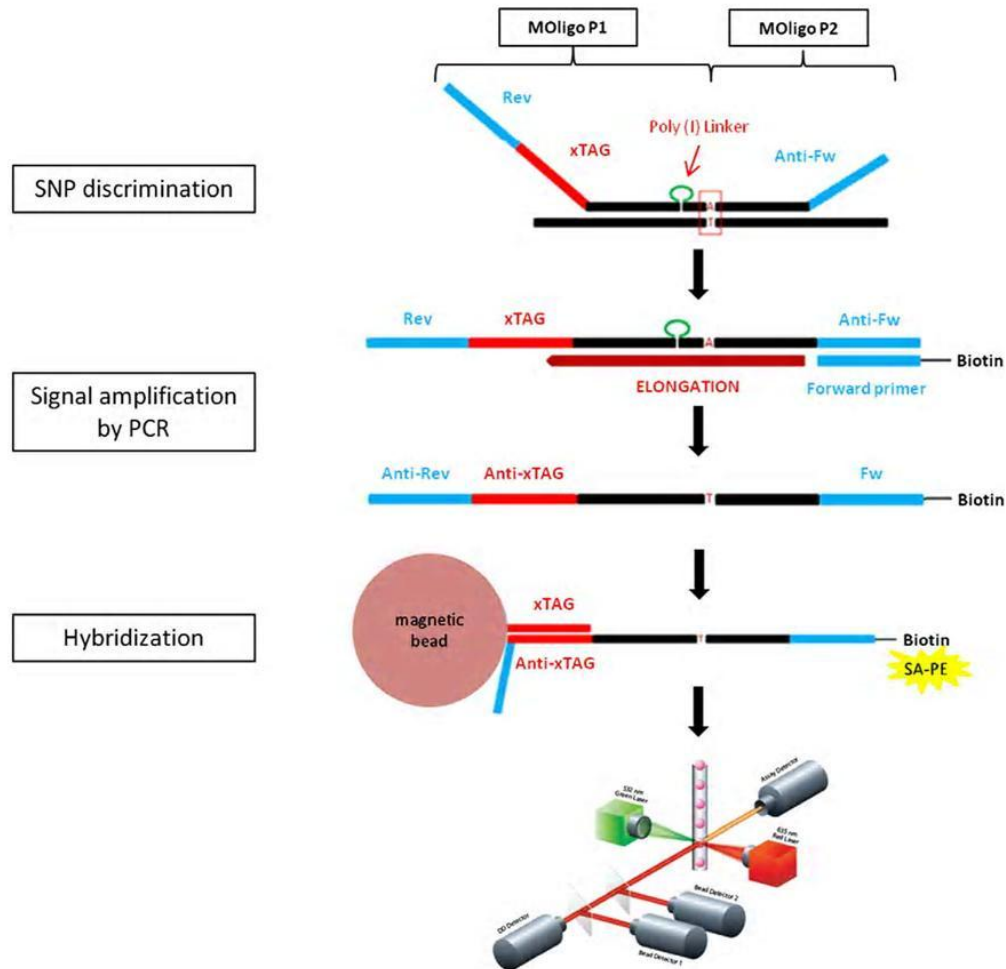 MOligo P1
MOligo P2
Rev
Poly (I) Linker
xTAG
Anti-Fw
SNP discrimination
A
T
Rev
xTAG
Anti-Fw
A
Biotin
ELONGATION
Forward primer
Signal amplification
by PCR
Anti-Rev
Anti-xTAG
Fw
T
Biotin
xTAG
magnetic
bead
Hybridization
T
Biotin
Anti-xTAG
SA-PE
Assay Detector
532 nm
Green Laser
635 nm
Red Laser
Bead Detector 2
DD Detector
Bead Detector 1